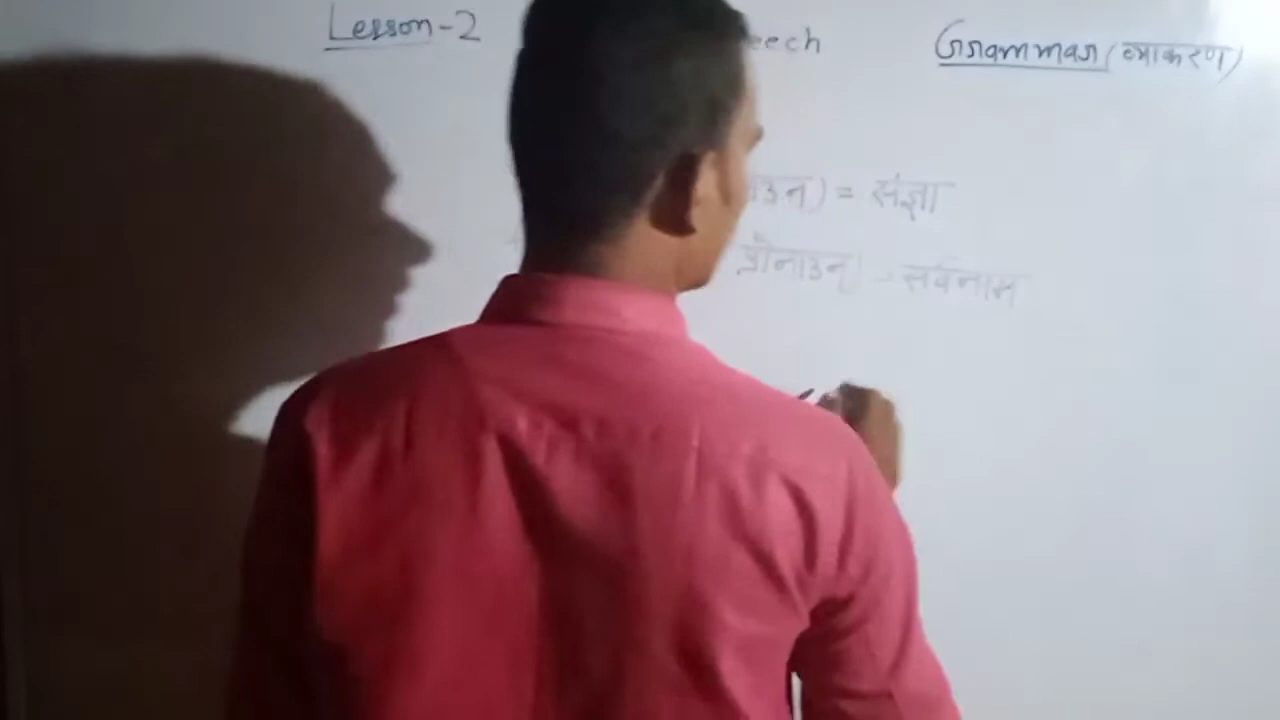 Lesson-2 eech Grammar (व्याकरण)
ाउन) = संज्ञा
प्रोनाउन) - सर्वनाम